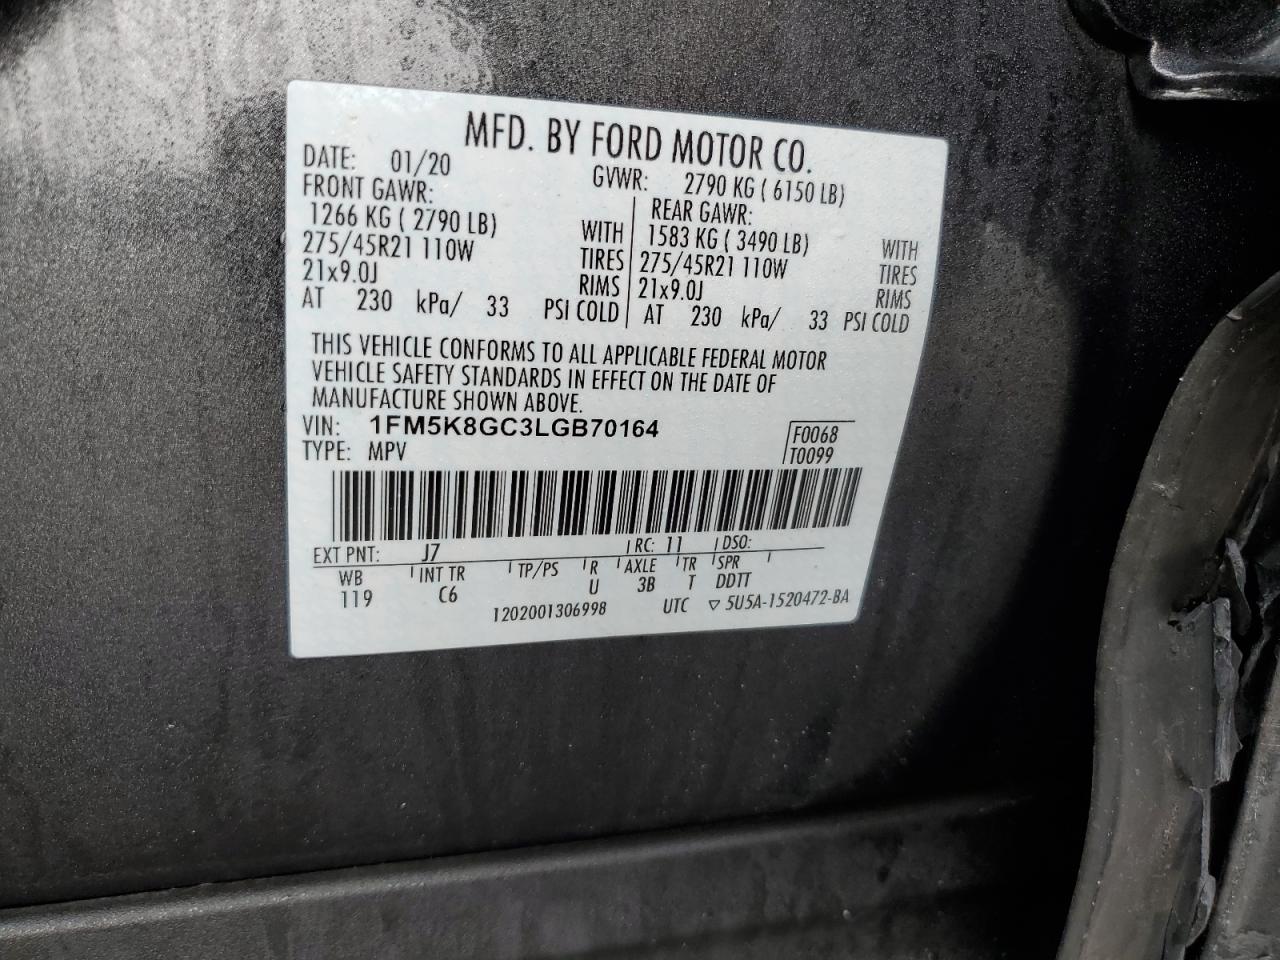 MFD. BY FORD MOTOR CO.
DATE: 01/20 GVWR: 2790 KG ( 6150 LB)
FRONT GAWR: REAR GAWR:
1266 KG ( 2790 LB) WITH 1583 KG ( 3490 LB) WITH
275/45R21 110W TIRES 275/45R21 110W TIRES
21x9.0J RIMS 21x9.0J RIMS
AT 230 kPa/ 33 PSI COLD AT 230 kPa/ 33 PSI COLD
THIS VEHICLE CONFORMS TO ALL APPLICABLE FEDERAL MOTOR
VEHICLE SAFETY STANDARDS IN EFFECT ON THE DATE OF
MANUFACTURE SHOWN ABOVE.
VIN: 1FM5K8GC3LGB70164 F0068
TYPE: MPV T0099
EXT PNT: J7 RC: 11 DSO:
WB INT TR TP/PS R AXLE TR SPR
119 C6 U 3B T DDTT
1202001306998 UTC ▽ 5U5A-1520472-BA